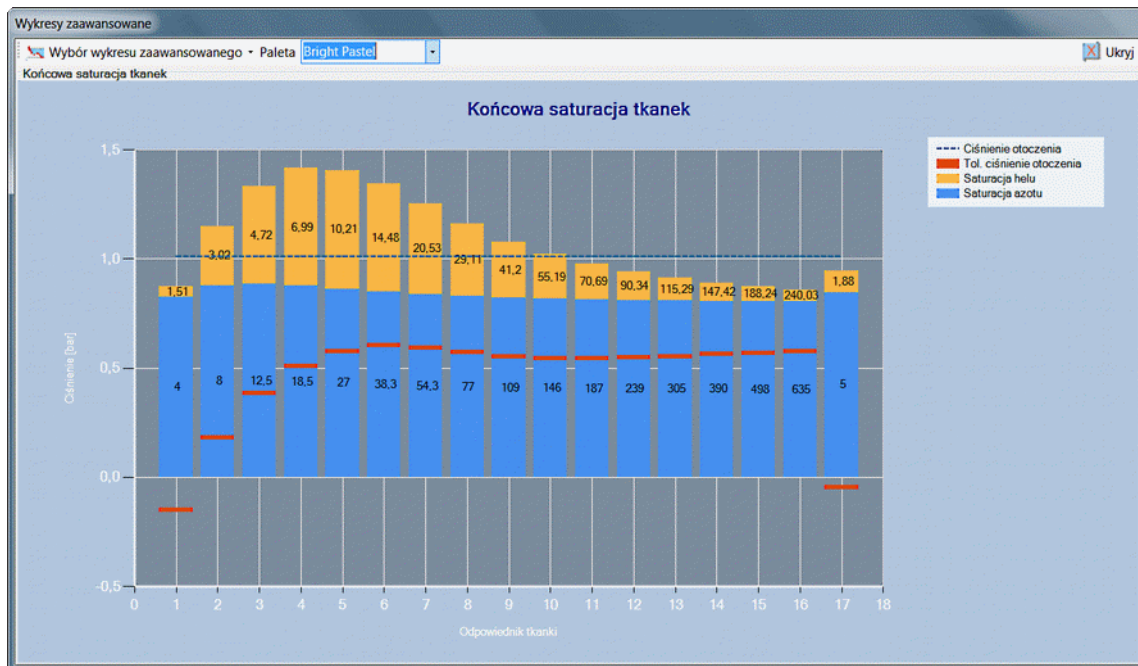 Wykresy zaawansowane
Wybór wykresu zaawansowanego Paleta Bright Pastel Ukryj
Końcowa saturacja tkanek
Końcowa saturacja tkanek
Ciśnienie otoczenia
Tol. ciśnienie otoczenia
Saturacja helu
Saturacja azotu
Ciśnienie [bar]
1,5
1,0
0,5
0,0
-0,5
1,51 3,02 4,72 6,99 10,21 14,48 20,53 29,11 41,2 55,19 70,69 90,34 115,29 147,42 188,24 240,03 1,88
4 8 12,5 18,5 27 38,3 54,3 77 109 146 187 239 305 390 498 635 5
0 1 2 3 4 5 6 7 8 9 10 11 12 13 14 15 16 17 18
Odpowiednik tkanki